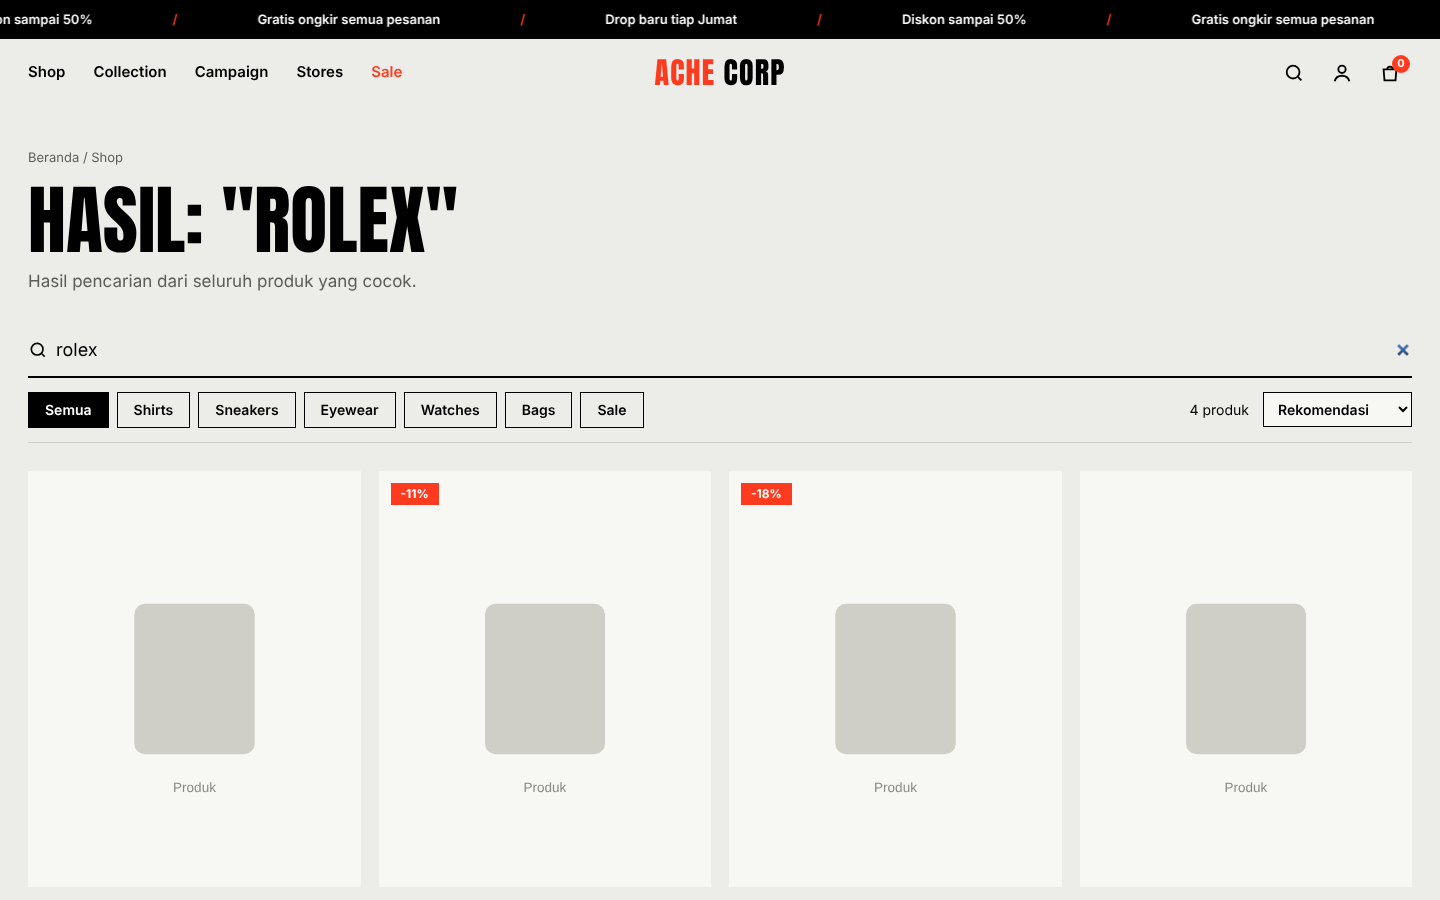 on sampai 50% / Gratis ongkir semua pesanan / Drop baru tiap Jumat / Diskon sampai 50% / Gratis ongkir semua pesanan
Shop Collection Campaign Stores Sale ACHE CORP 0
Beranda / Shop
HASIL: "ROLEX"
Hasil pencarian dari seluruh produk yang cocok.
rolex
Semua Shirts Sneakers Eyewear Watches Bags Sale 4 produk Rekomendasi
-11% -18%
Produk Produk Produk Produk